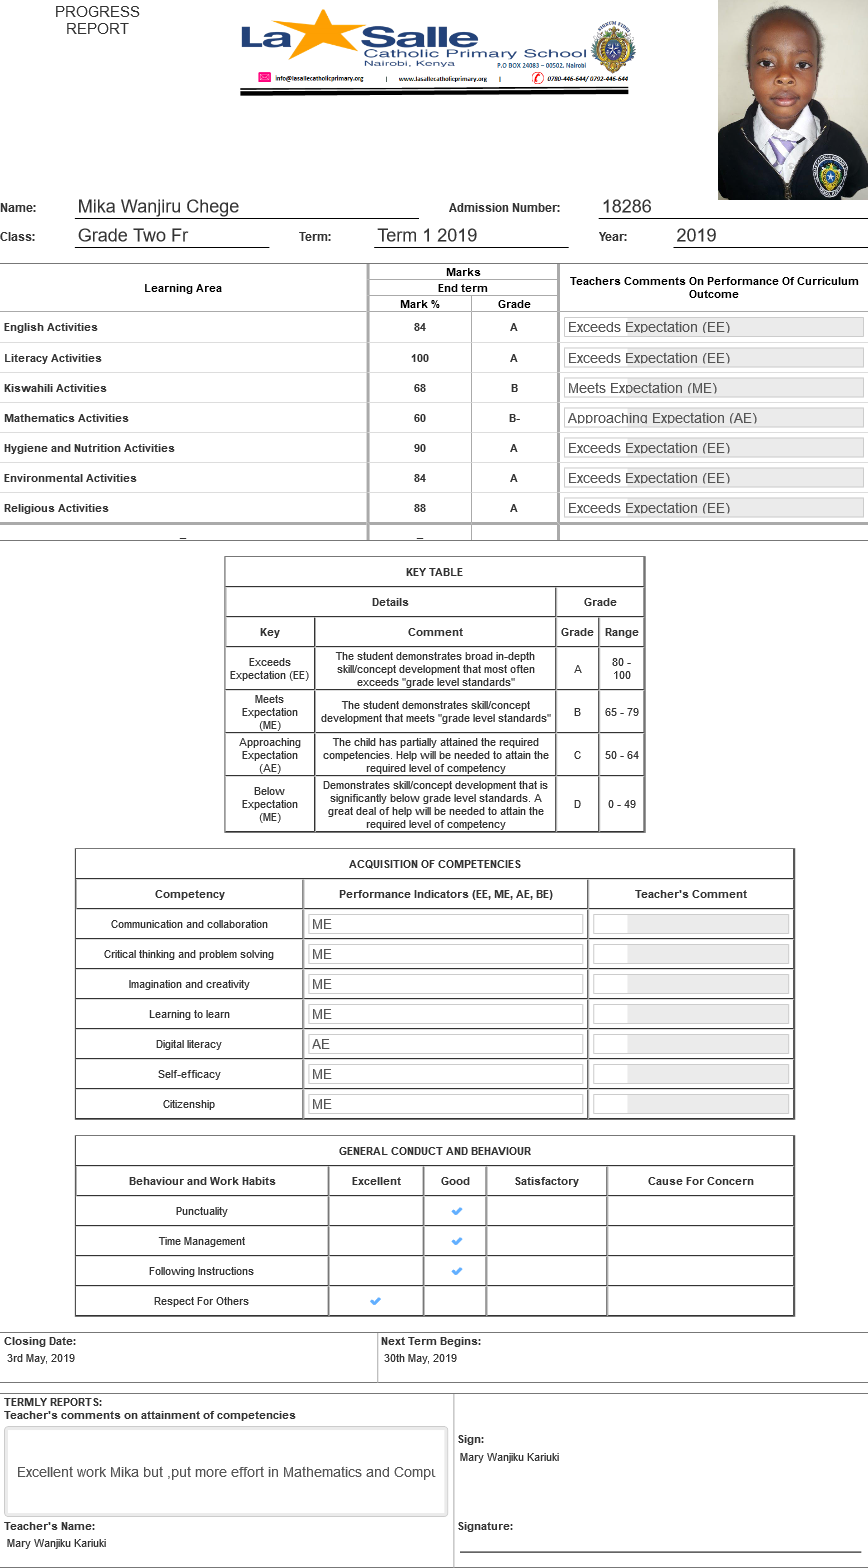 PROGRESS
REPORT
La Salle
Catholic Primary School
Nairobi, Kenya
P.O BOX 24083 – 00502, Nairobi
info@lasallecatholicprimary.org | www.lasallecatholicprimary.org | 0780-446-644/ 0792-446-644
Name: Mika Wanjiru Chege Admission Number: 18286
Class: Grade Two Fr Term: Term 1 2019 Year: 2019
Learning Area Marks Teachers Comments On Performance Of Curriculum Outcome
End term
Mark % Grade
English Activities 84 A Exceeds Expectation (EE)
Literacy Activities 100 A Exceeds Expectation (EE)
Kiswahili Activities 68 B Meets Expectation (ME)
Mathematics Activities 60 B- Approaching Expectation (AE)
Hygiene and Nutrition Activities 90 A Exceeds Expectation (EE)
Environmental Activities 84 A Exceeds Expectation (EE)
Religious Activities 88 A Exceeds Expectation (EE)
_ _
KEY TABLE
Details Grade
Key Comment Grade Range
Exceeds Expectation (EE) The student demonstrates broad in-depth skill/concept development that most often exceeds "grade level standards" A 80 - 100
Meets Expectation (ME) The student demonstrates skill/concept development that meets "grade level standards" B 65 - 79
Approaching Expectation (AE) The child has partially attained the required competencies. Help will be needed to attain the required level of competency C 50 - 64
Below Expectation (ME) Demonstrates skill/concept development that is significantly below grade level standards. A great deal of help will be needed to attain the required level of competency D 0 - 49
ACQUISITION OF COMPETENCIES
Competency Performance Indicators (EE, ME, AE, BE) Teacher's Comment
Communication and collaboration ME
Critical thinking and problem solving ME
Imagination and creativity ME
Learning to learn ME
Digital literacy AE
Self-efficacy ME
Citizenship ME
GENERAL CONDUCT AND BEHAVIOUR
Behaviour and Work Habits Excellent Good Satisfactory Cause For Concern
Punctuality ✓
Time Management ✓
Following Instructions ✓
Respect For Others ✓
Closing Date: Next Term Begins:
3rd May, 2019 30th May, 2019
TERMLY REPORTS:
Teacher's comments on attainment of competencies
Excellent work Mika but ,put more effort in Mathematics and Compu
Sign:
Mary Wanjiku Kariuki
Teacher's Name:
Mary Wanjiku Kariuki
Signature: